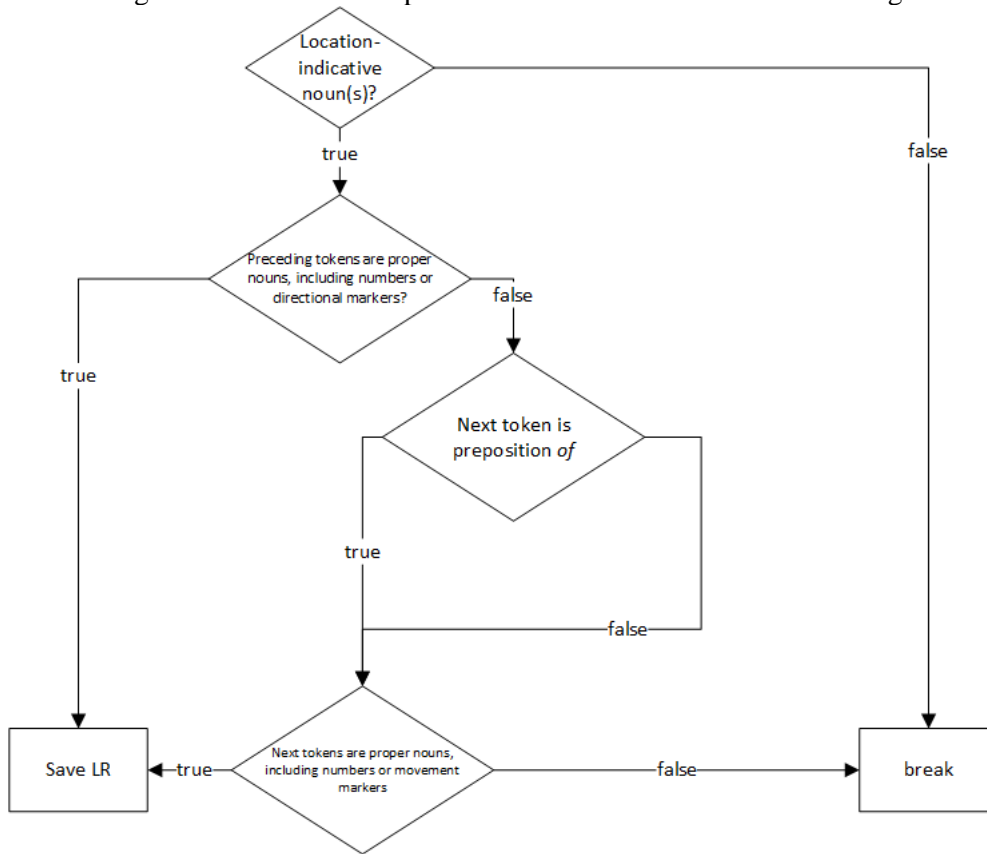 Location-
indicative
noun(s)?
true
false
Preceding tokens are proper
nouns, including numbers or
directional markers?
false
true
Next token is
preposition of
true
false
Next tokens are proper nouns,
including numbers or movement
markers
Save LR
true
false
break